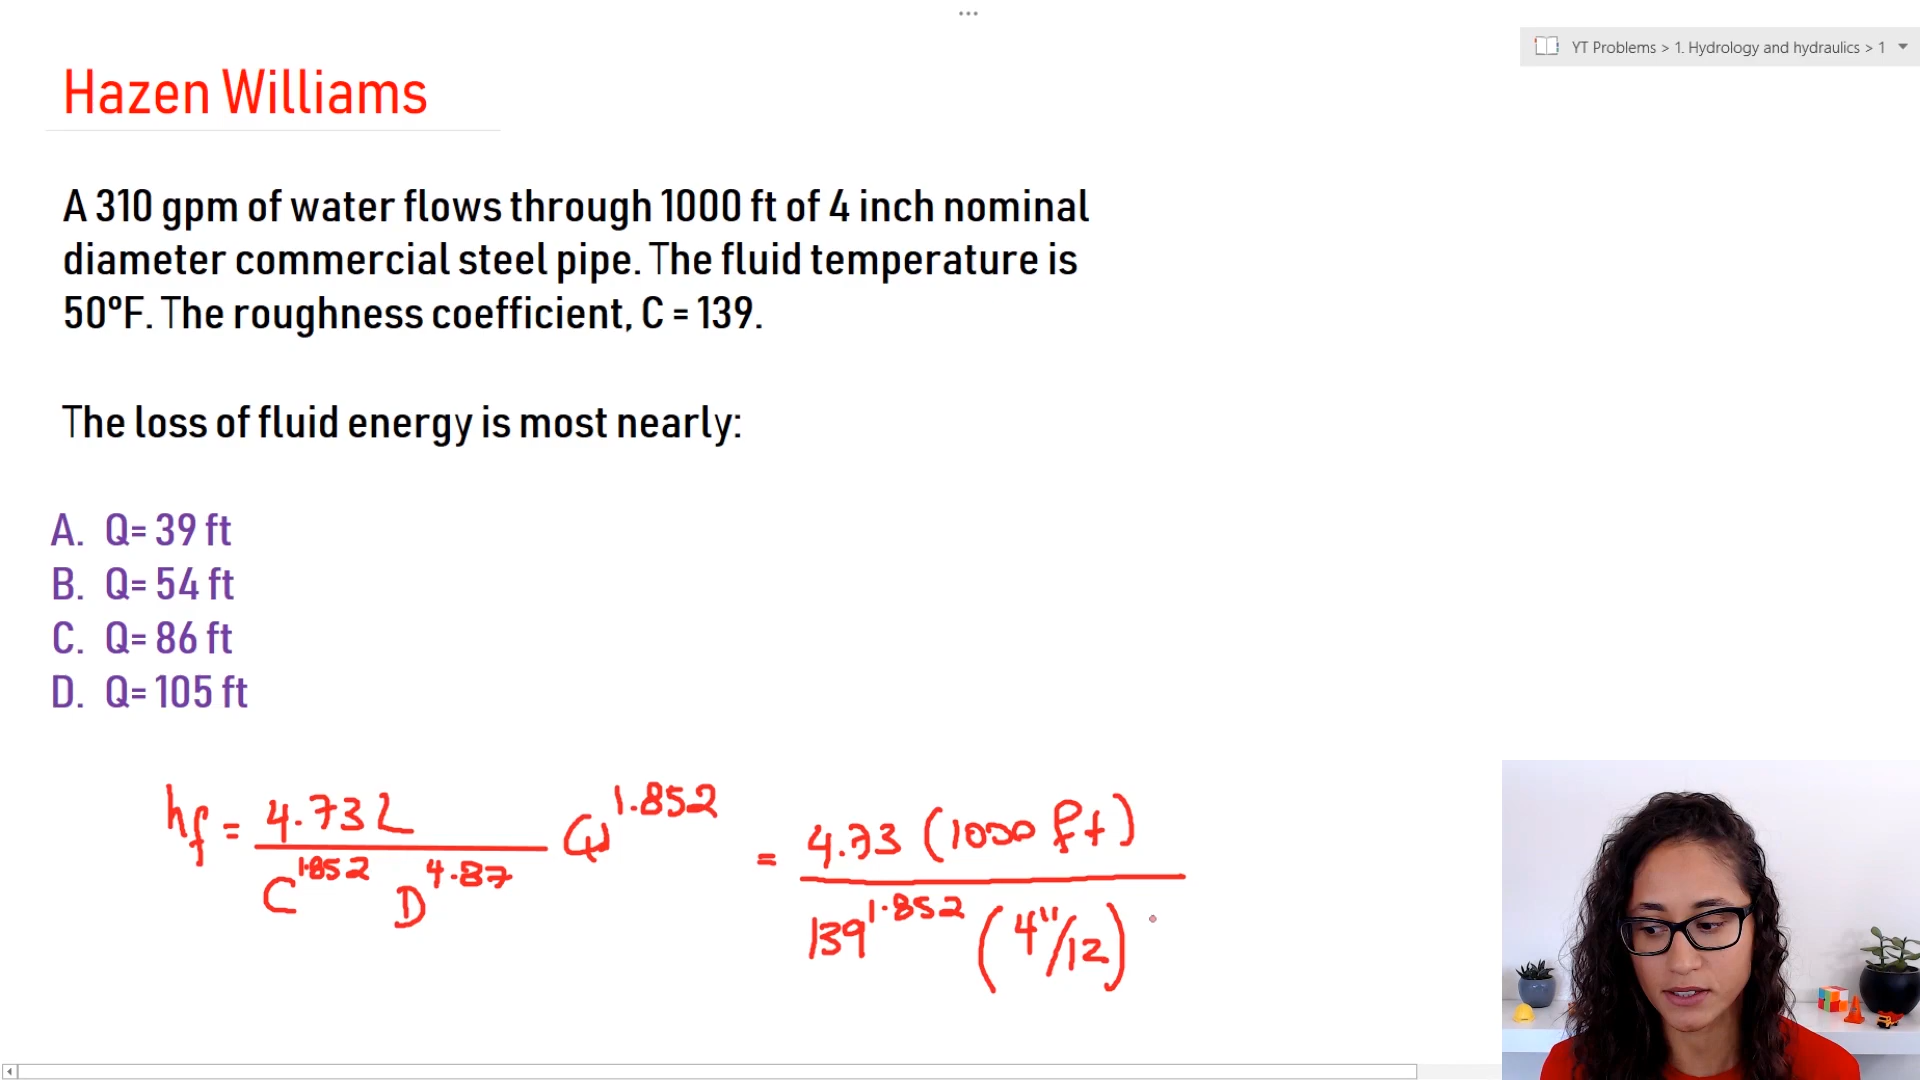 ...
YT Problems > 1. Hydrology and hydraulics > 1
Hazen Williams
A 310 gpm of water flows through 1000 ft of 4 inch nominal
diameter commercial steel pipe. The fluid temperature is
50ºF. The roughness coefficient, C = 139.
The loss of fluid energy is most nearly:
A. Q= 39 ft
B. Q= 54 ft
C. Q= 86 ft
D. Q= 105 ft
hf = 4.73L / C^1.852 D^4.87 Q^1.852 = 4.73 (1000 ft) / 139^1.852 (4"/12)